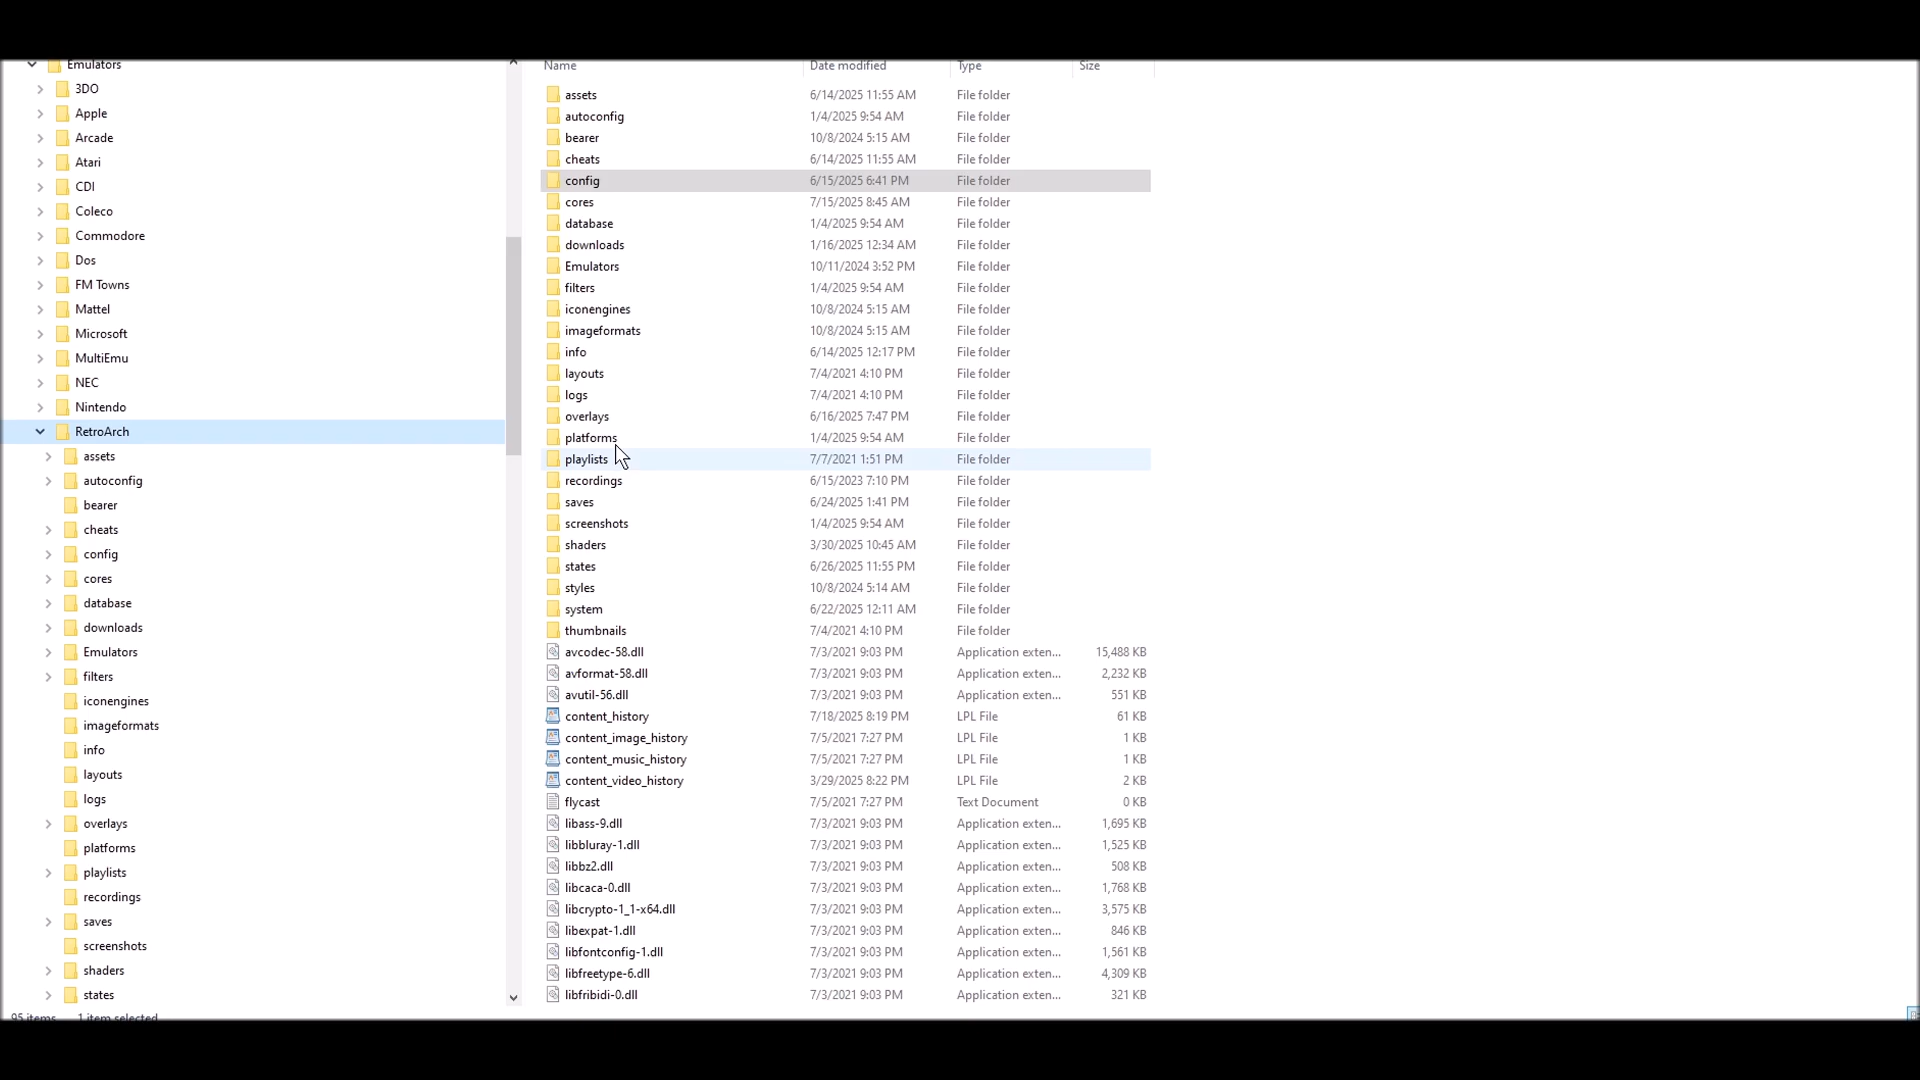 Emulators
3DO
Apple
Arcade
Atari
CDI
Coleco
Commodore
Dos
FM Towns
Mattel
Microsoft
MultiEmu
NEC
Nintendo
RetroArch
assets
autoconfig
bearer
cheats
config
cores
database
downloads
Emulators
filters
iconengines
imageformats
info
layouts
logs
overlays
platforms
playlists
recordings
saves
screenshots
shaders
states
Name Date modified Type Size
assets 6/14/2025 11:55 AM File folder
autoconfig 1/4/2025 9:54 AM File folder
bearer 10/8/2024 5:15 AM File folder
cheats 6/14/2025 11:55 AM File folder
config 6/15/2025 6:41 PM File folder
cores 7/15/2025 8:45 AM File folder
database 1/4/2025 9:54 AM File folder
downloads 1/16/2025 12:34 AM File folder
Emulators 10/11/2024 3:52 PM File folder
filters 1/4/2025 9:54 AM File folder
iconengines 10/8/2024 5:15 AM File folder
imageformats 10/8/2024 5:15 AM File folder
info 6/14/2025 12:17 PM File folder
layouts 7/4/2021 4:10 PM File folder
logs 7/4/2021 4:10 PM File folder
overlays 6/16/2025 7:47 PM File folder
platforms 1/4/2025 9:54 AM File folder
playlists 7/7/2021 1:51 PM File folder
recordings 6/15/2023 7:10 PM File folder
saves 6/24/2025 1:41 PM File folder
screenshots 1/4/2025 9:54 AM File folder
shaders 3/30/2025 10:45 AM File folder
states 6/26/2025 11:55 PM File folder
styles 10/8/2024 5:14 AM File folder
system 6/22/2025 12:11 AM File folder
thumbnails 7/4/2021 4:10 PM File folder
avcodec-58.dll 7/3/2021 9:03 PM Application exten... 15,488 KB
avformat-58.dll 7/3/2021 9:03 PM Application exten... 2,232 KB
avutil-56.dll 7/3/2021 9:03 PM Application exten... 551 KB
content_history 7/18/2025 8:19 PM LPL File 61 KB
content_image_history 7/5/2021 7:27 PM LPL File 1 KB
content_music_history 7/5/2021 7:27 PM LPL File 1 KB
content_video_history 3/29/2025 8:22 PM LPL File 2 KB
flycast 7/5/2021 7:27 PM Text Document 0 KB
libass-9.dll 7/3/2021 9:03 PM Application exten... 1,695 KB
libbluray-1.dll 7/3/2021 9:03 PM Application exten... 1,525 KB
libbz2.dll 7/3/2021 9:03 PM Application exten... 508 KB
libcaca-0.dll 7/3/2021 9:03 PM Application exten... 1,768 KB
libcrypto-1_1-x64.dll 7/3/2021 9:03 PM Application exten... 3,575 KB
libexpat-1.dll 7/3/2021 9:03 PM Application exten... 846 KB
libfontconfig-1.dll 7/3/2021 9:03 PM Application exten... 1,561 KB
libfreetype-6.dll 7/3/2021 9:03 PM Application exten... 4,309 KB
libfribidi-0.dll 7/3/2021 9:03 PM Application exten... 321 KB
95 items 1 item selected